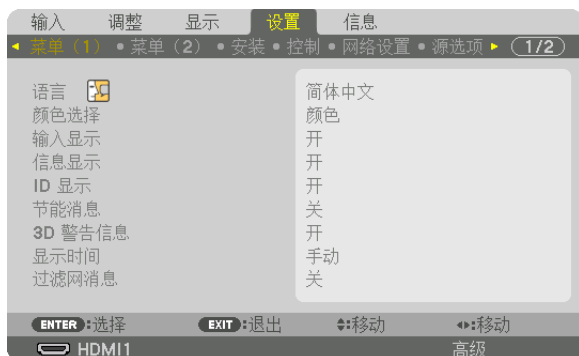 输入 调整 显示 设置 信息
菜单（1） 菜单（2） 安装 控制 网络设置 源选项 1/2
语言 简体中文
颜色选择 颜色
输入显示 开
信息显示 开
ID 显示 开
节能消息 关
3D 警告信息 开
显示时间 手动
过滤网消息 关
ENTER:选择 EXIT:退出 :移动 :移动
HDMI1 高级